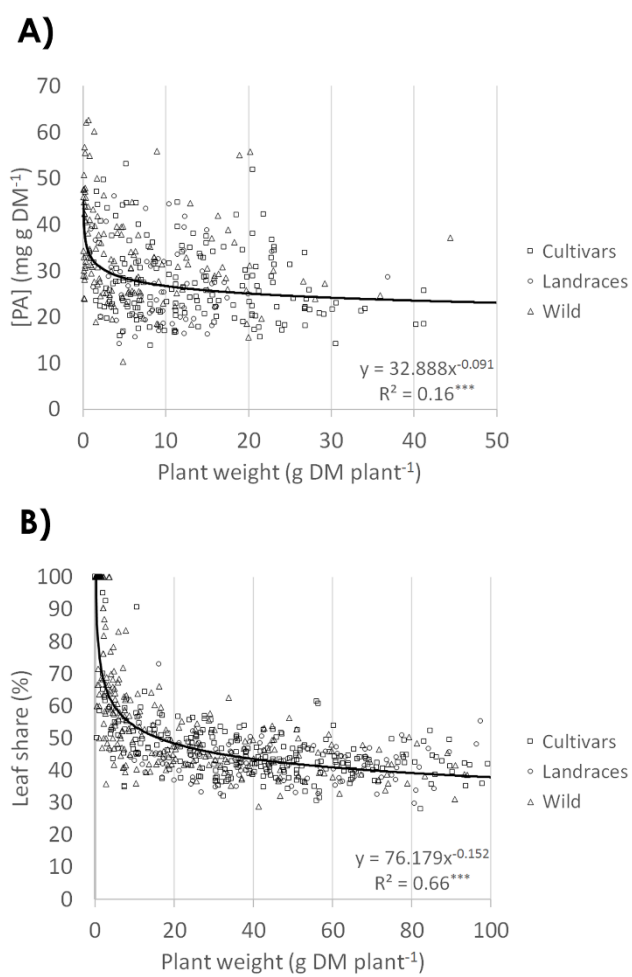 A)
70
60
50
40
30
20
10
0
[PA] (mg g DM⁻¹)
0 10 20 30 40 50
Plant weight (g DM plant⁻¹)
y = 32.888x⁻⁰·⁰⁹¹
R² = 0.16***
□ Cultivars
○ Landraces
△ Wild
B)
100
90
80
70
60
50
40
30
20
10
0
Leaf share (%)
0 20 40 60 80 100
Plant weight (g DM plant⁻¹)
y = 76.179x⁻⁰·¹⁵²
R² = 0.66***
□ Cultivars
○ Landraces
△ Wild